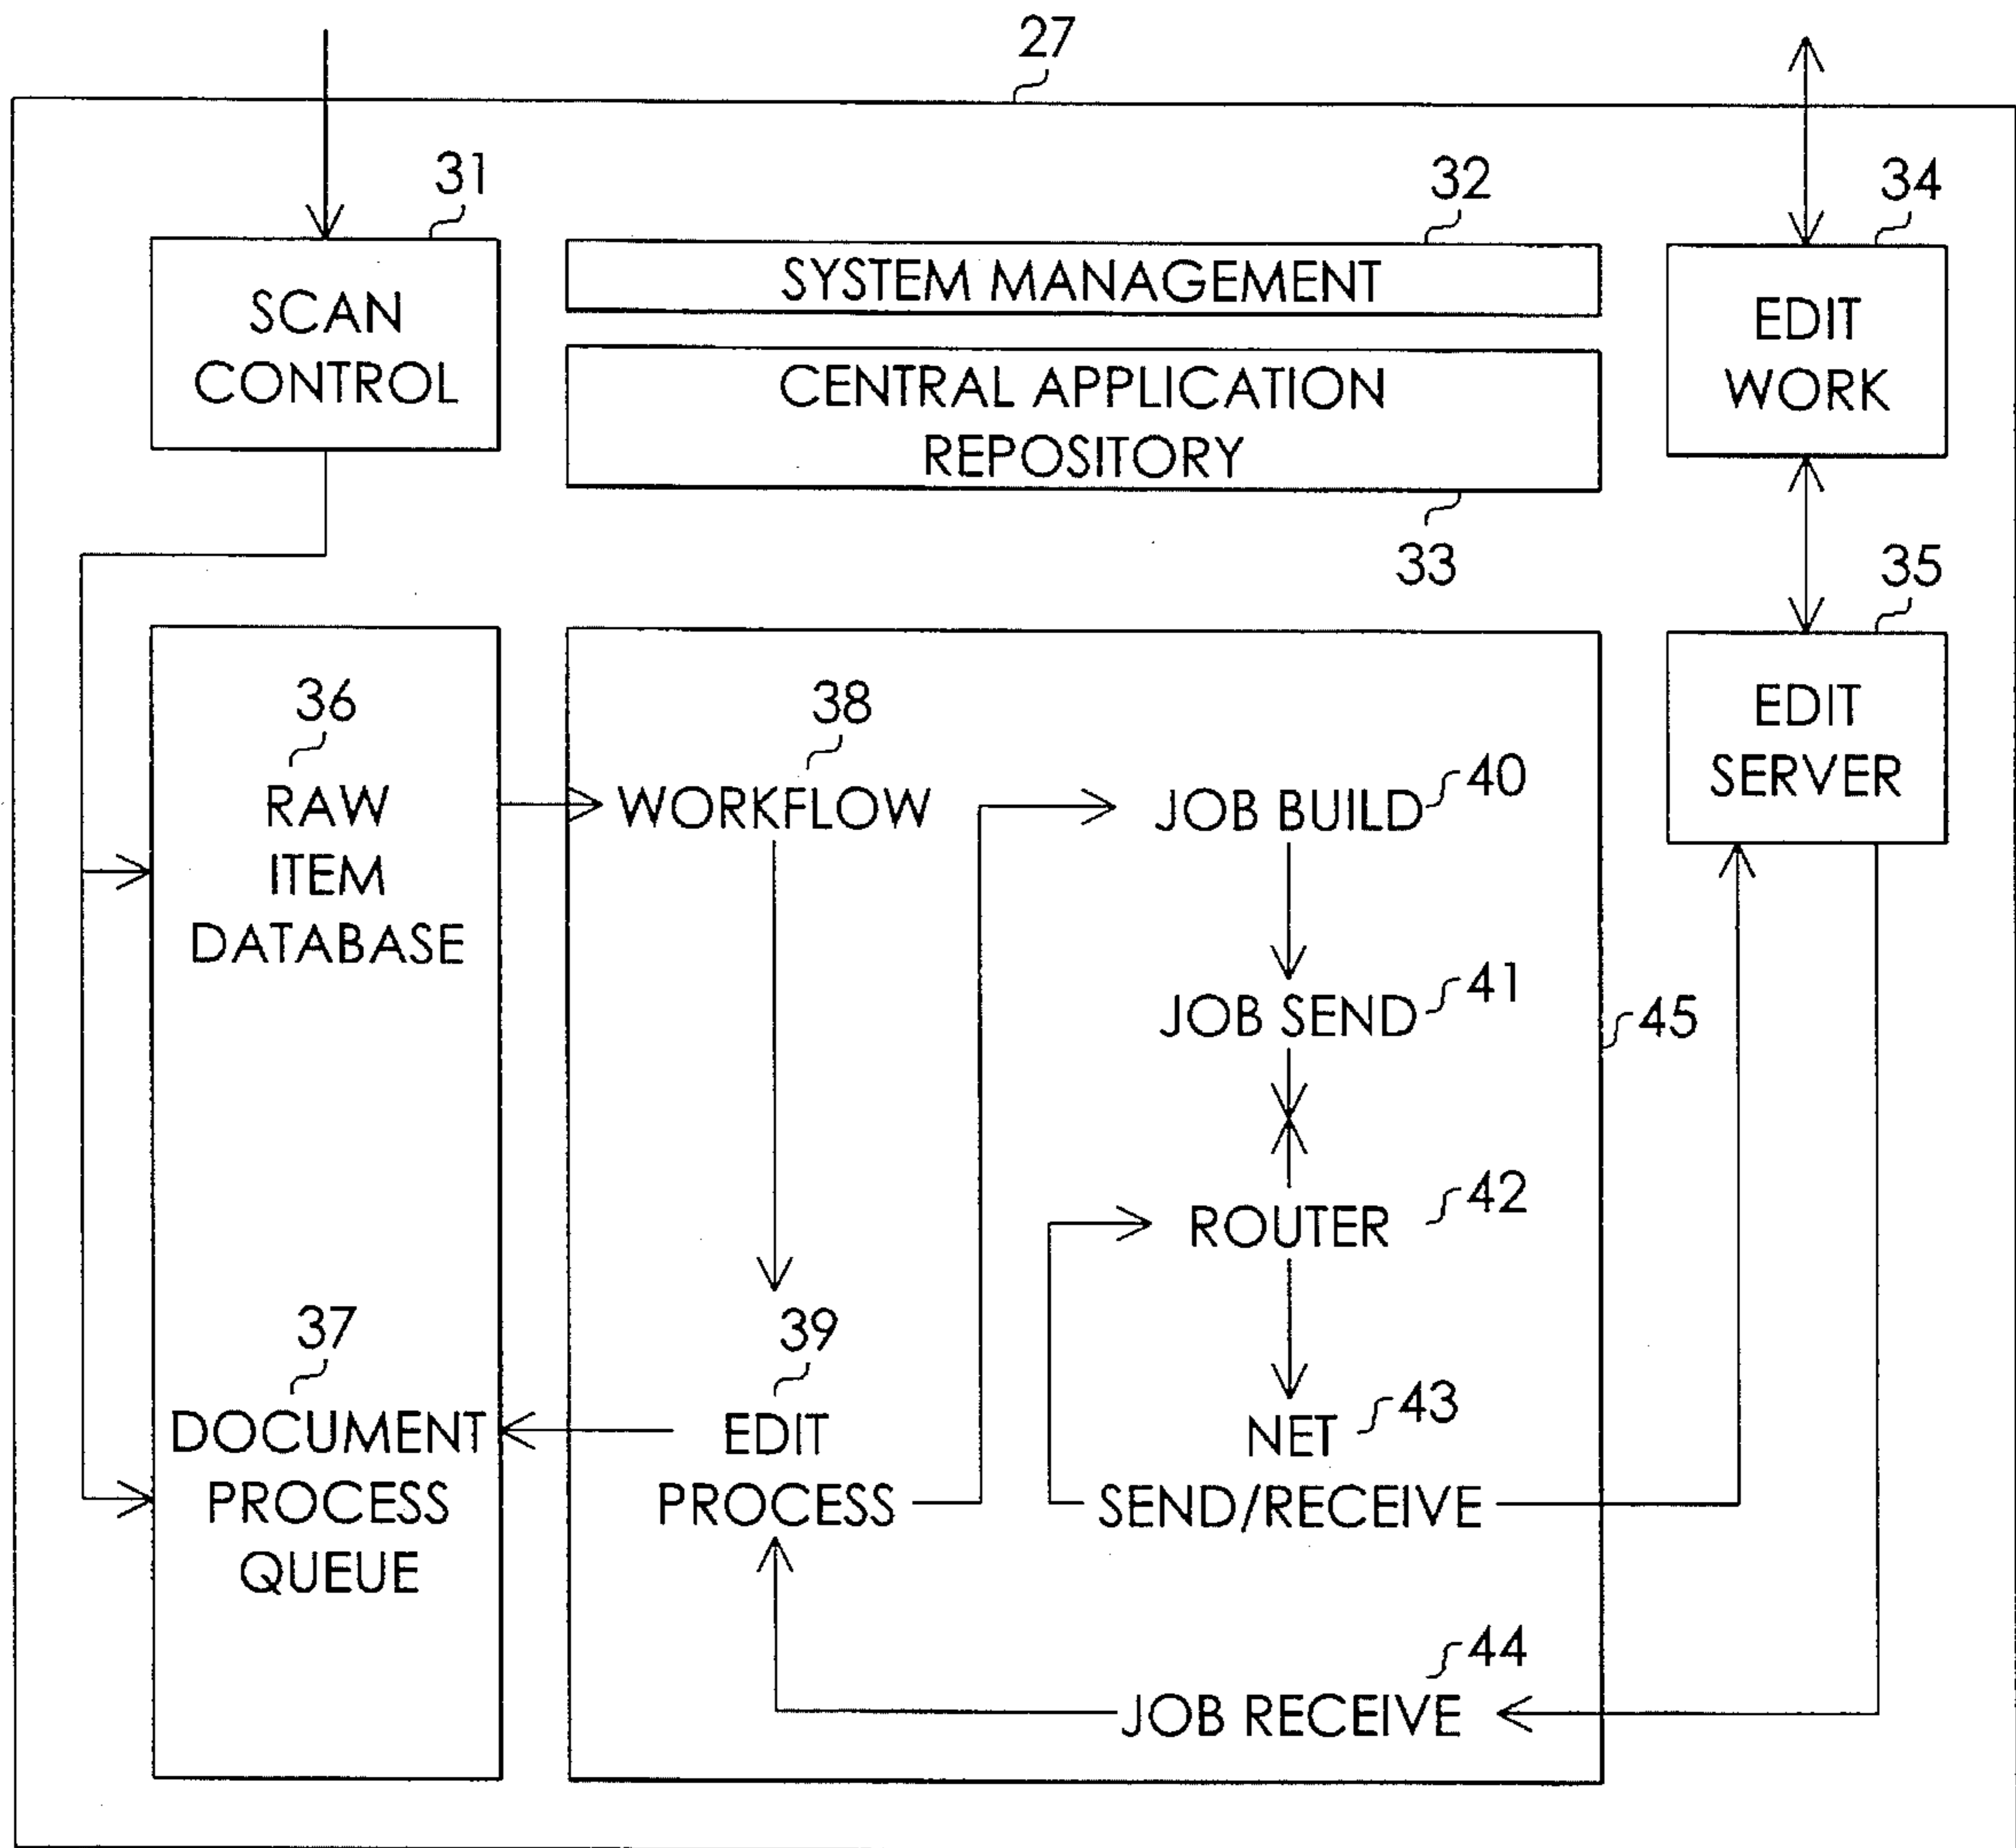 27
31
SCAN
CONTROL
32
SYSTEM MANAGEMENT
CENTRAL APPLICATION
REPOSITORY
33
34
EDIT
WORK
35
EDIT
SERVER
36
RAW
ITEM
DATABASE
37
DOCUMENT
PROCESS
QUEUE
38
WORKFLOW
39
EDIT
PROCESS
JOB BUILD 40
JOB SEND 41
ROUTER 42
NET 43
SEND/RECEIVE
44
JOB RECEIVE
45